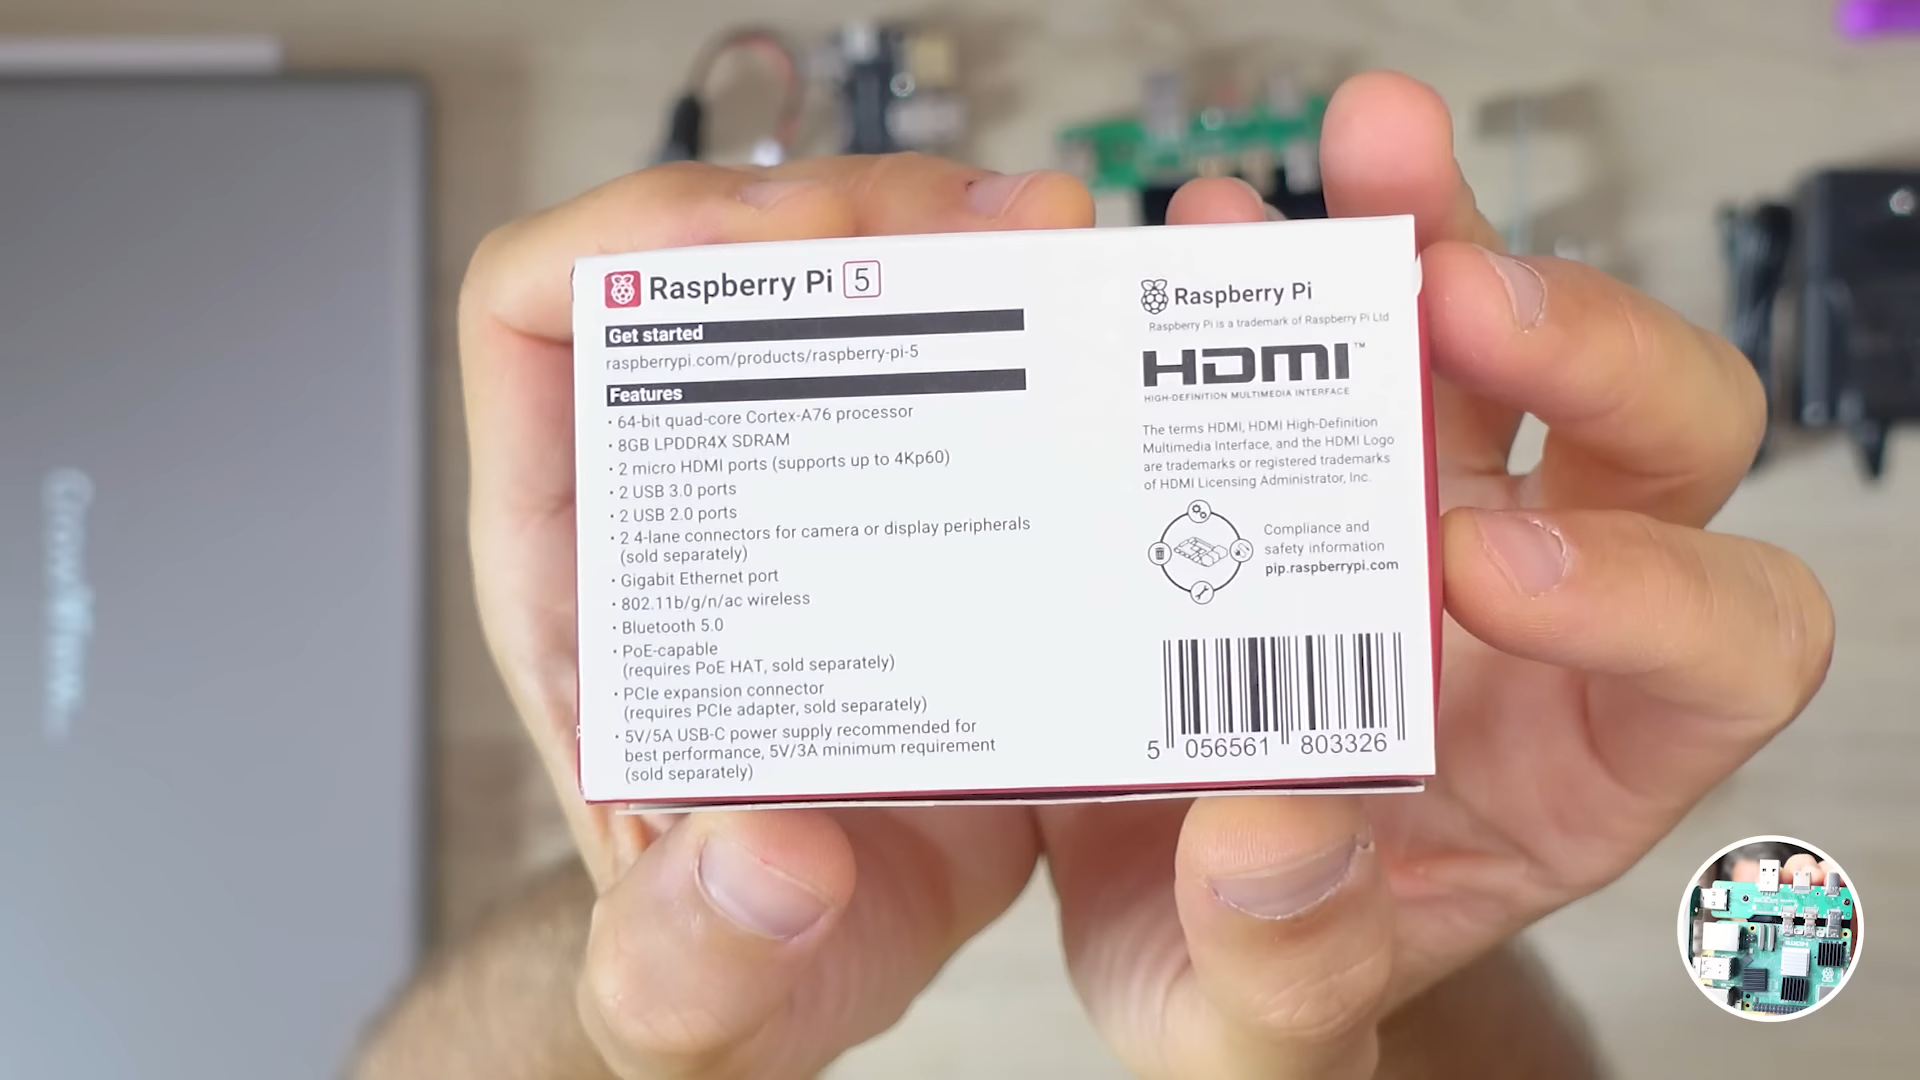 Raspberry Pi 5
Get started
raspberrypi.com/products/raspberry-pi-5
Features
• 64-bit quad-core Cortex-A76 processor
• 8GB LPDDR4X SDRAM
• 2 micro HDMI ports (supports up to 4Kp60)
• 2 USB 3.0 ports
• 2 USB 2.0 ports
• 2 4-lane connectors for camera or display peripherals
(sold separately)
• Gigabit Ethernet port
• 802.11b/g/n/ac wireless
• Bluetooth 5.0
• PoE-capable
(requires PoE HAT, sold separately)
• PCIe expansion connector
(requires PCIe adapter, sold separately)
• 5V/5A USB-C power supply recommended for
best performance, 5V/3A minimum requirement
(sold separately)
Raspberry Pi
Raspberry Pi is a trademark of Raspberry Pi Ltd
HDMI™
HIGH-DEFINITION MULTIMEDIA INTERFACE
The terms HDMI, HDMI High-Definition
Multimedia Interface, and the HDMI Logo
are trademarks or registered trademarks
of HDMI Licensing Administrator, Inc.
Compliance and
safety information
pip.raspberrypi.com
5 056561 803326